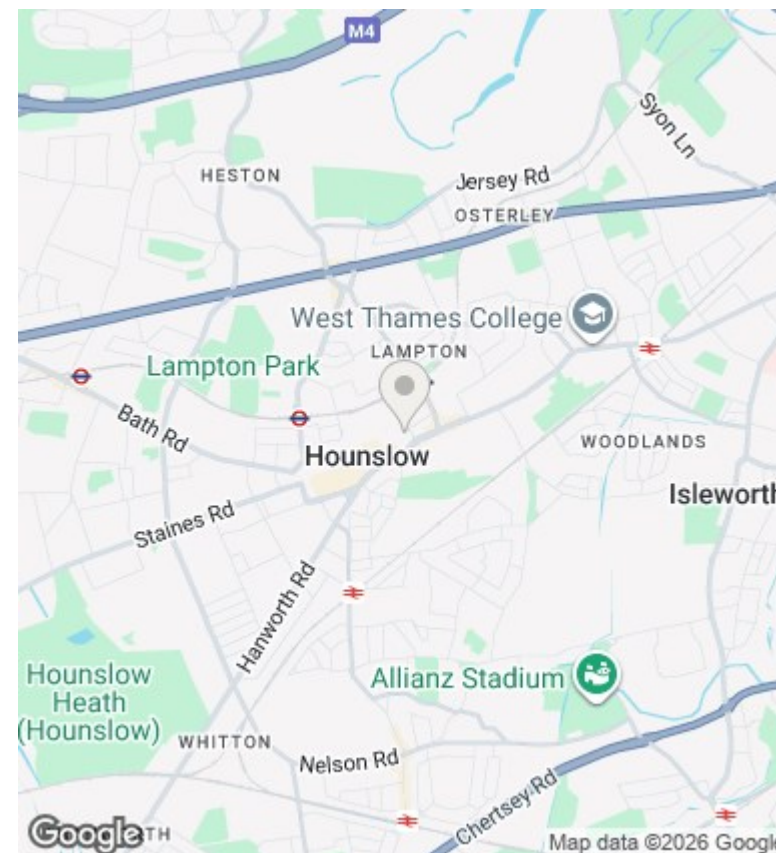 M4
Syon Ln
HESTON
Jersey Rd
OSTERLEY
West Thames College
LAMPTON
Lampton Park
Bath Rd
Hounslow
WOODLANDS
Isleworth
Staines Rd
Hanworth Rd
Hounslow
Heath
(Hounslow)
Allianz Stadium
WHITTON
Nelson Rd
Chertsey Rd
Google
Map data ©2026 Google